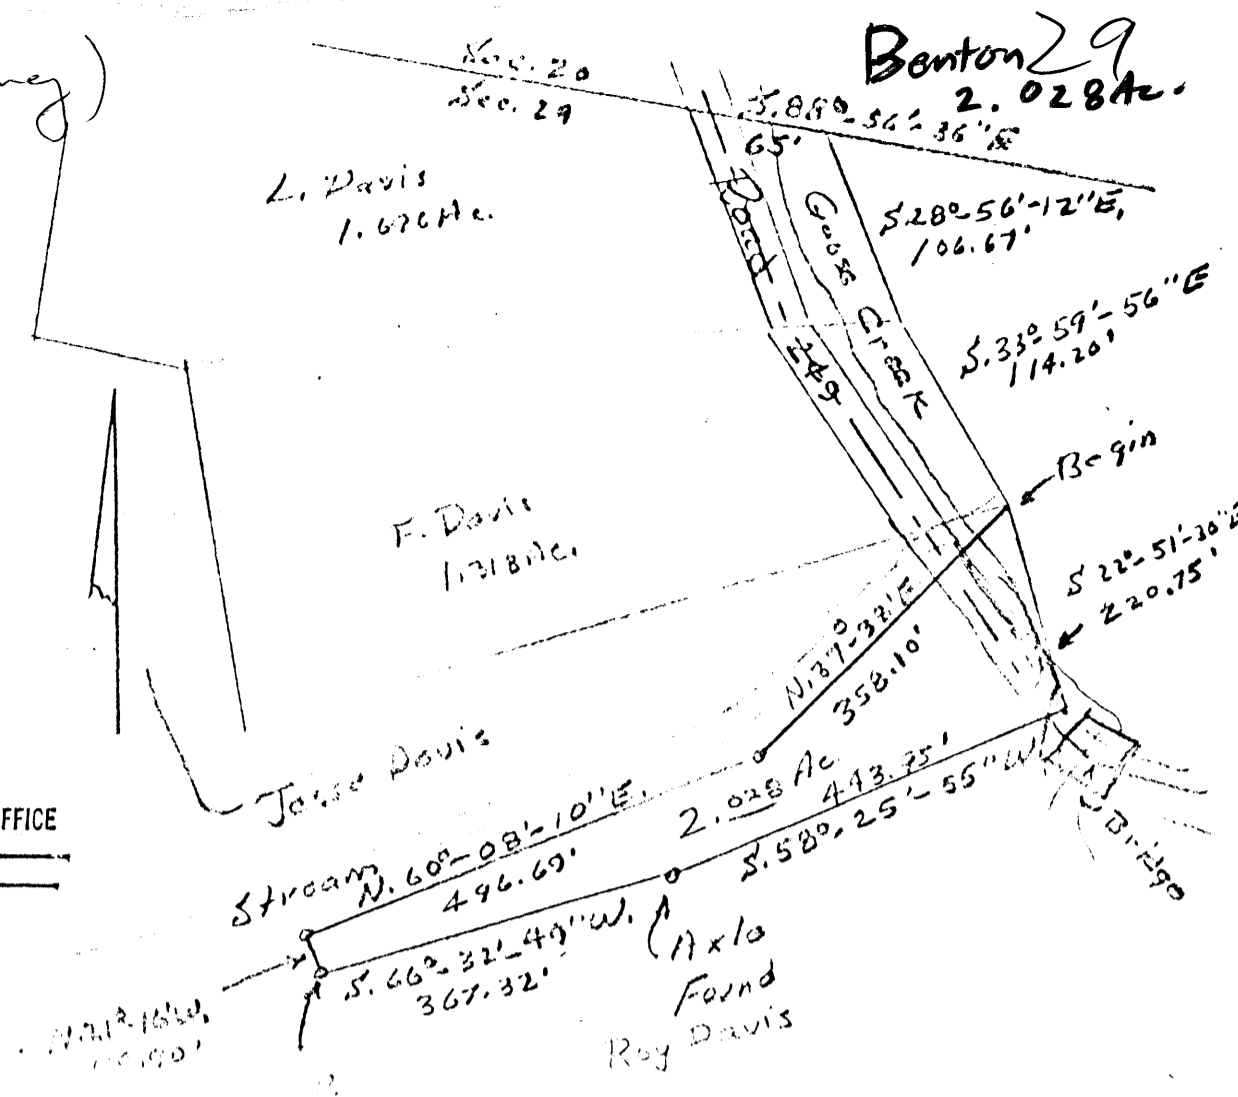 Benton 29
2.028 Ac.
Sec. 20
Sec. 29
S.88°-56'-36"E
65'
L. Davis
1.676 Ac.
Road - 249
Goose Creek
S 28°-56'-12"E,
106.67'
S.33°-59'-56"E
114.20'
Begin
F. Davis
1.318 Ac.
S 22°-51'-30"E
220.75'
N.37°-38'E
358.10'
Jesse Davis
2.028 Ac
443.75'
S.58°-25'-55"W.
Bridge
FFICE
Stream
N.60°-08'-10"E.
496.69'
S.66°-32'-49"W.
367.32'
Axle
Found
Roy Davis